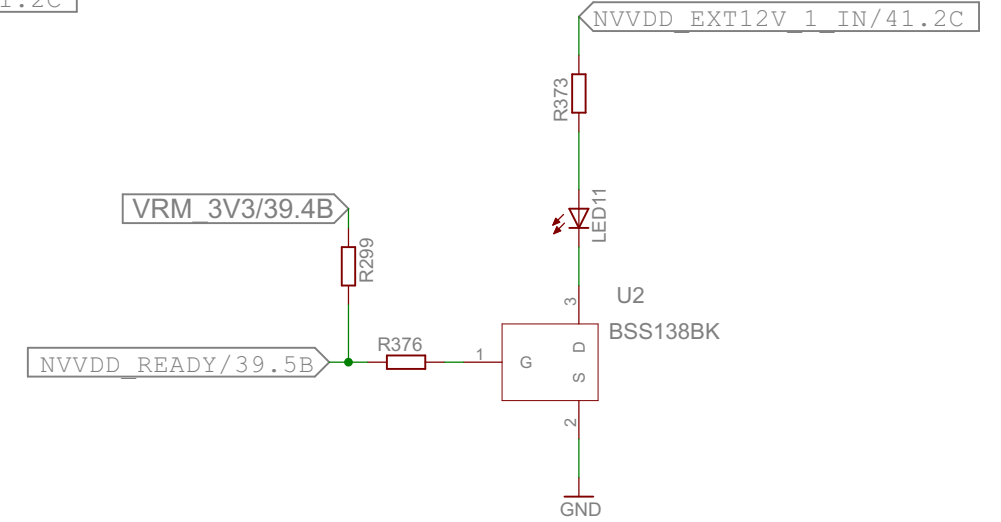 NVVDD_EXT12V_1_IN/41.2C
R373
VRM_3V3/39.4B
LED11
R299
3
U2
BSS138BK
R376
NVVDD_READY/39.5B
1
G
D
S
2
GND